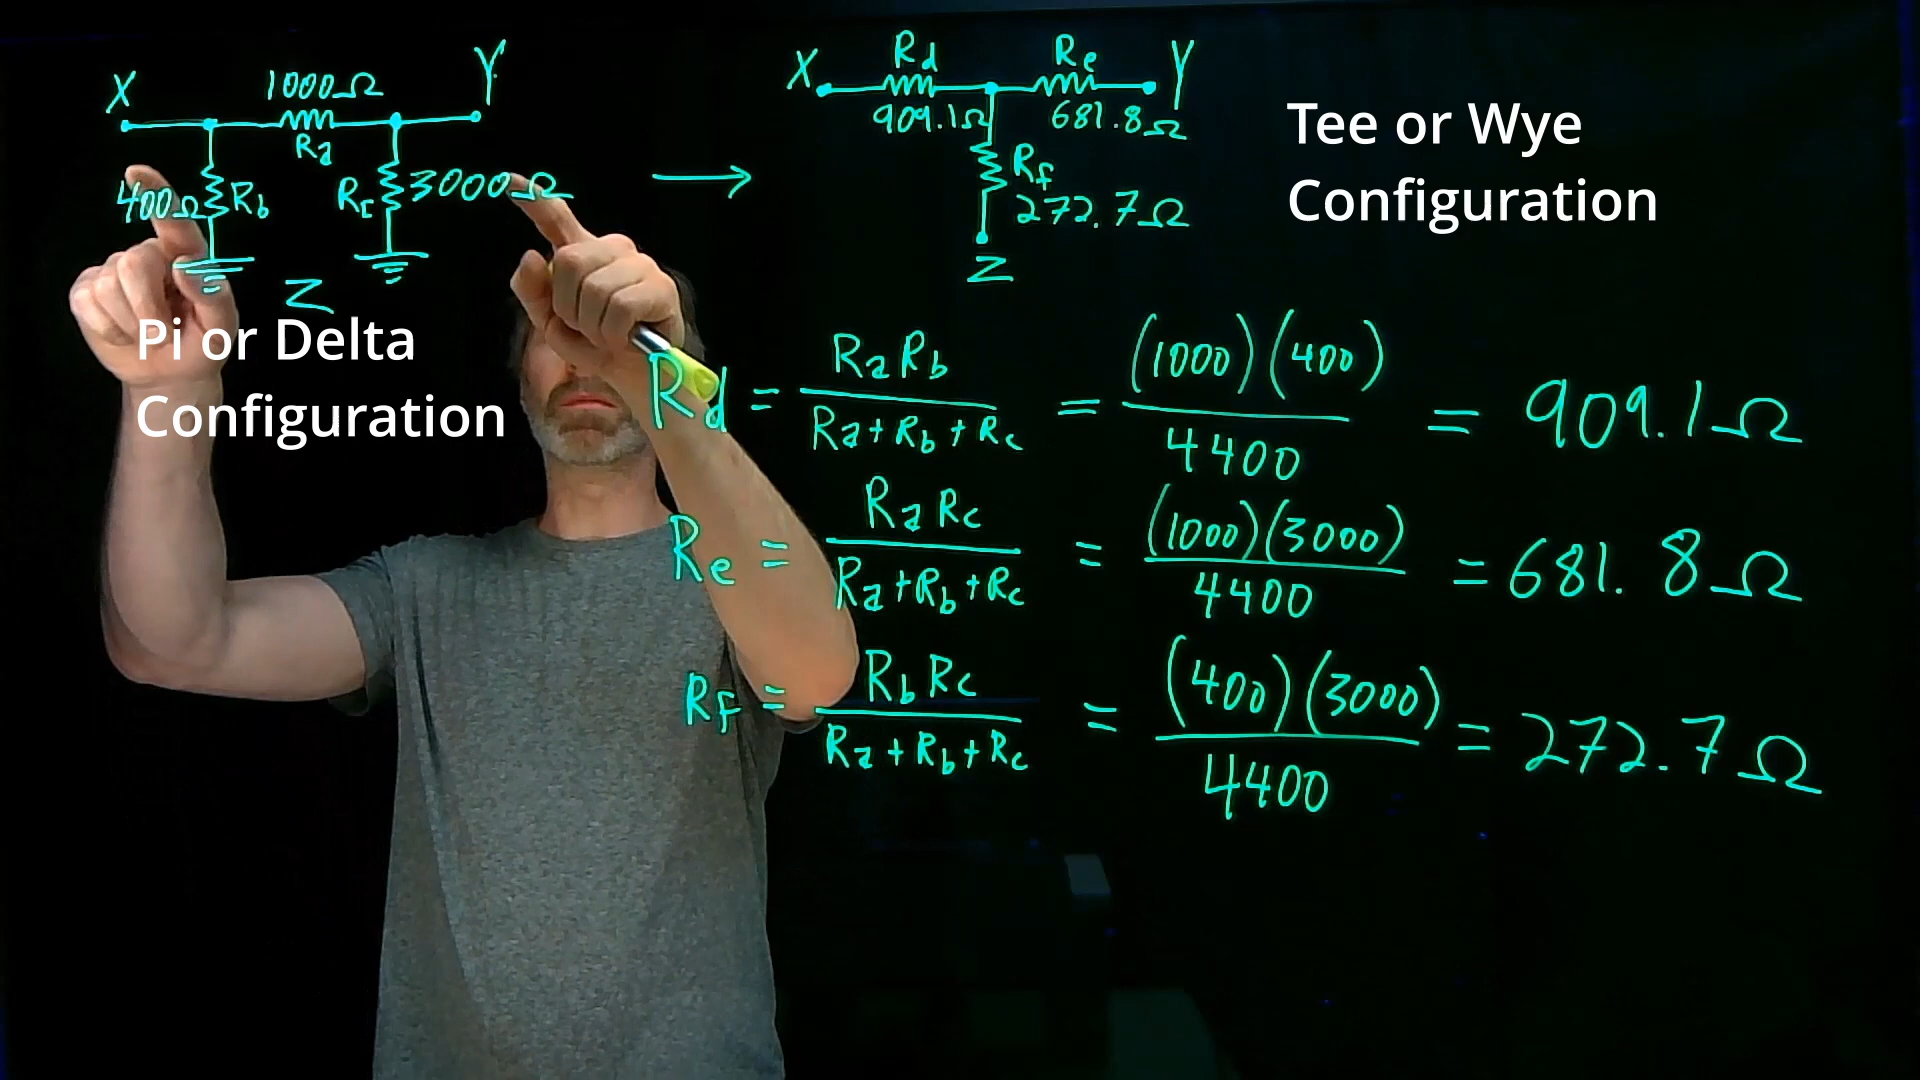 X 1000Ω Y
Ra
400Ω Rb Rc 3000Ω
Z
Pi or Delta
Configuration
X Rd Re Y
909.1Ω 681.8Ω
Rf
272.7Ω
Z
Tee or Wye
Configuration
Rd = RaRb / Ra+Rb+Rc = (1000)(400) / 4400 = 909.1Ω
Re = RaRc / Ra+Rb+Rc = (1000)(3000) / 4400 = 681.8Ω
Rf = RbRc / Ra+Rb+Rc = (400)(3000) / 4400 = 272.7Ω